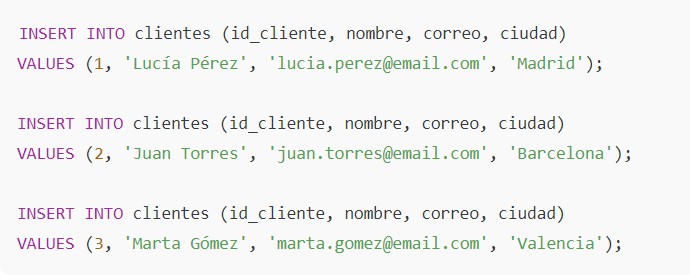 INSERT INTO clientes (id_cliente, nombre, correo, ciudad)
VALUES (1, 'Lucía Pérez', 'lucia.perez@email.com', 'Madrid');
INSERT INTO clientes (id_cliente, nombre, correo, ciudad)
VALUES (2, 'Juan Torres', 'juan.torres@email.com', 'Barcelona');
INSERT INTO clientes (id_cliente, nombre, correo, ciudad)
VALUES (3, 'Marta Gómez', 'marta.gomez@email.com', 'Valencia');